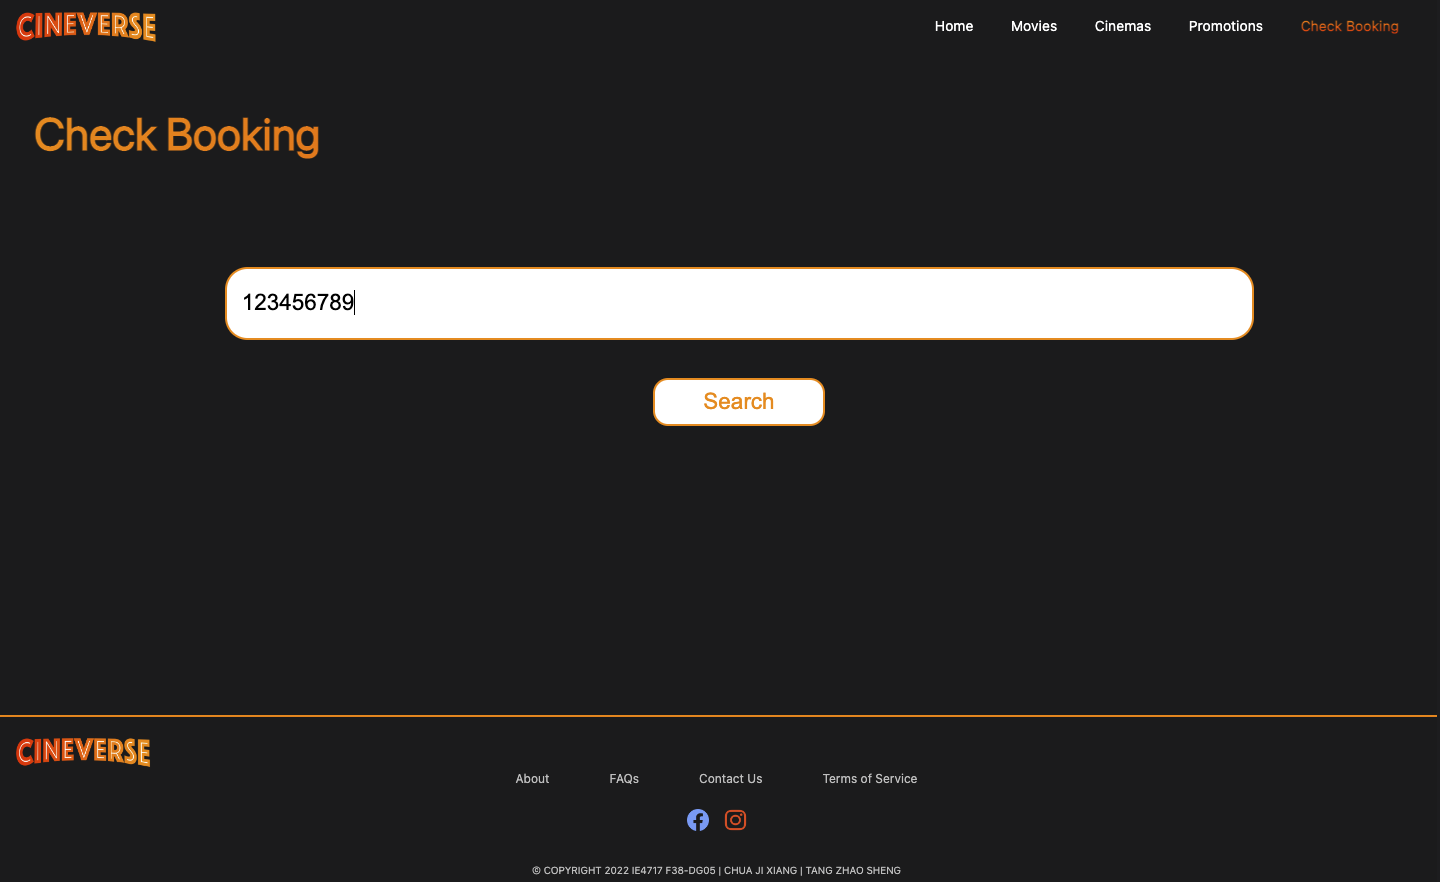 CINEVERSE
Home Movies Cinemas Promotions Check Booking
Check Booking
123456789
Search
CINEVERSE
About FAQs Contact Us Terms of Service
© COPYRIGHT 2022 IE4717 F38-DG05 | CHUA JI XIANG | TANG ZHAO SHENG